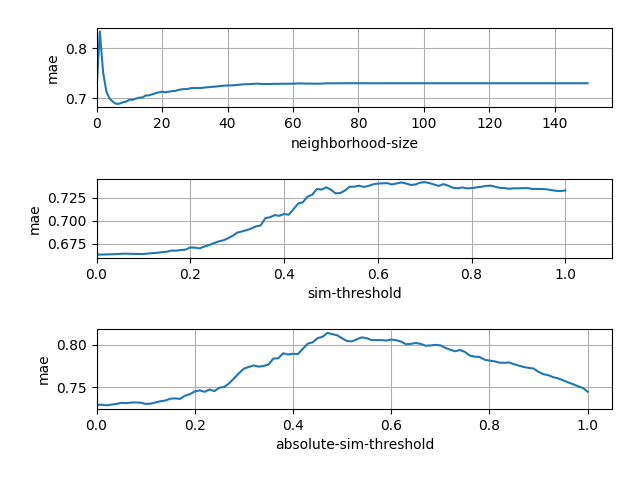 0.8
0.7
mae
0 20 40 60 80 100 120 140
neighborhood-size
0.725
0.700
0.675
mae
0.0 0.2 0.4 0.6 0.8 1.0
sim-threshold
0.80
0.75
mae
0.0 0.2 0.4 0.6 0.8 1.0
absolute-sim-threshold